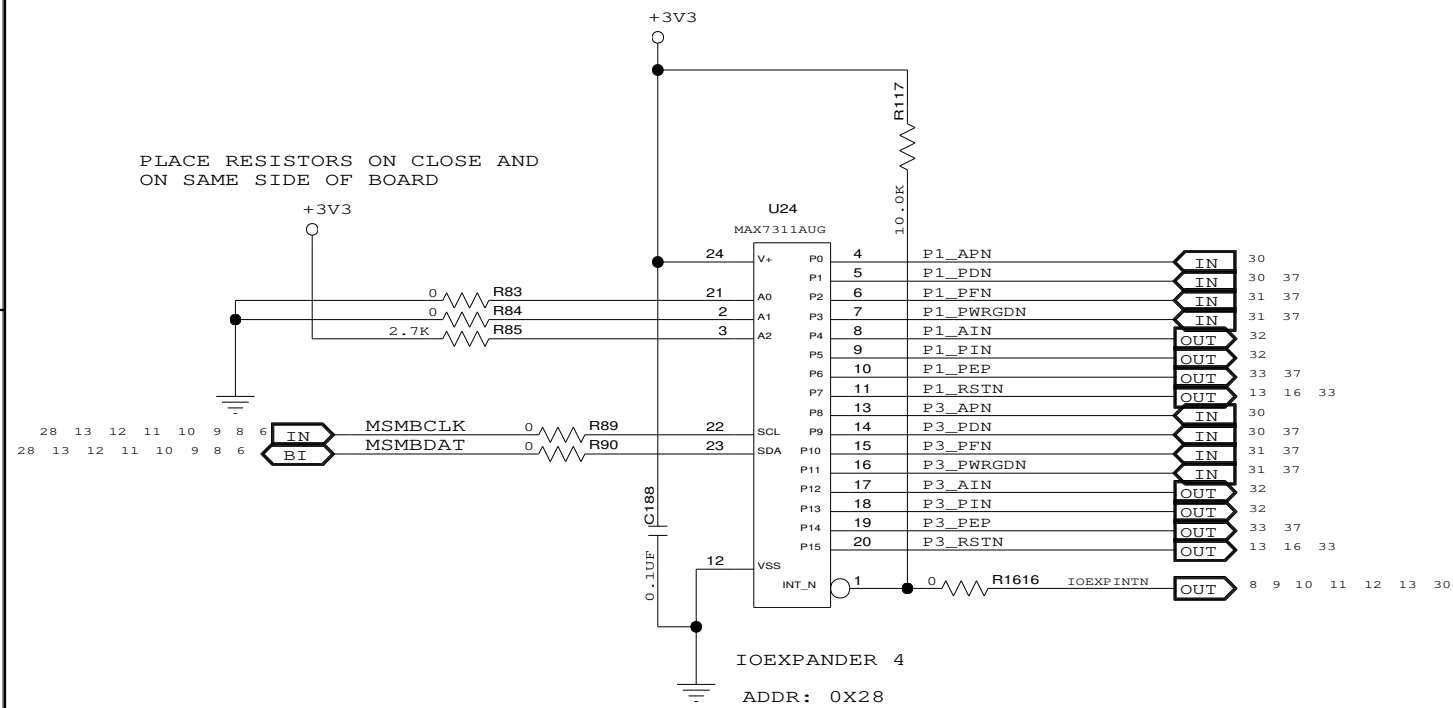 +3V3
R117
10.0K
PLACE RESISTORS ON CLOSE AND
ON SAME SIDE OF BOARD
+3V3
U24
MAX7311AUG
24 V+ P0 4 P1_APN IN 30
P1 5 P1_PDN IN 30 37
21 A0 P2 6 P1_PFN IN 31 37
0 R83
2 A1 P3 7 P1_PWRGDN IN 31 37
0 R84
3 A2 P4 8 P1_AIN OUT 32
2.7K R85
P5 9 P1_PIN OUT 32
P6 10 P1_PEP OUT 33 37
P7 11 P1_RSTN OUT 13 16 33
P8 13 P3_APN IN 30
28 13 12 11 10 9 8 6 IN MSMBCLK 0 R89 22 SCL P9 14 P3_PDN IN 30 37
28 13 12 11 10 9 8 6 BI MSMBDAT 0 R90 23 SDA P10 15 P3_PFN IN 31 37
P11 16 P3_PWRGDN IN 31 37
P12 17 P3_AIN OUT 32
P13 18 P3_PIN OUT 32
P14 19 P3_PEP OUT 33 37
P15 20 P3_RSTN OUT 13 16 33
C188
0.1UF
12 VSS
INT_N 1 0 R1616 IOEXPINTN OUT 8 9 10 11 12 13 30
IOEXPANDER 4
ADDR: 0X28